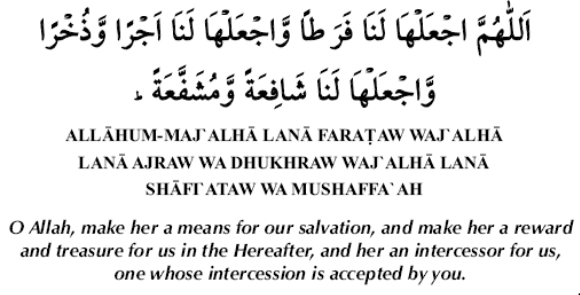 اَللّٰهُمَّ اجْعَلْهَا لَنَا فَرَطًا وَّاجْعَلْهَا لَنَا اَجْرًا وَّذُخْرًا
وَّاجْعَلْهَا لَنَا شَافِعَةً وَّمُشَفَّعَةً ؕ
ALLĀHUM-MAJ`ALHĀ LANĀ FARAṬAW WAJ`ALHĀ
LANĀ AJRAW WA DHUKHRAW WAJ`ALHĀ LANĀ
SHĀFI`ATAW WA MUSHAFFA`AH
O Allah, make her a means for our salvation, and make her a reward
and treasure for us in the Hereafter, and her an intercessor for us,
one whose intercession is accepted by you.